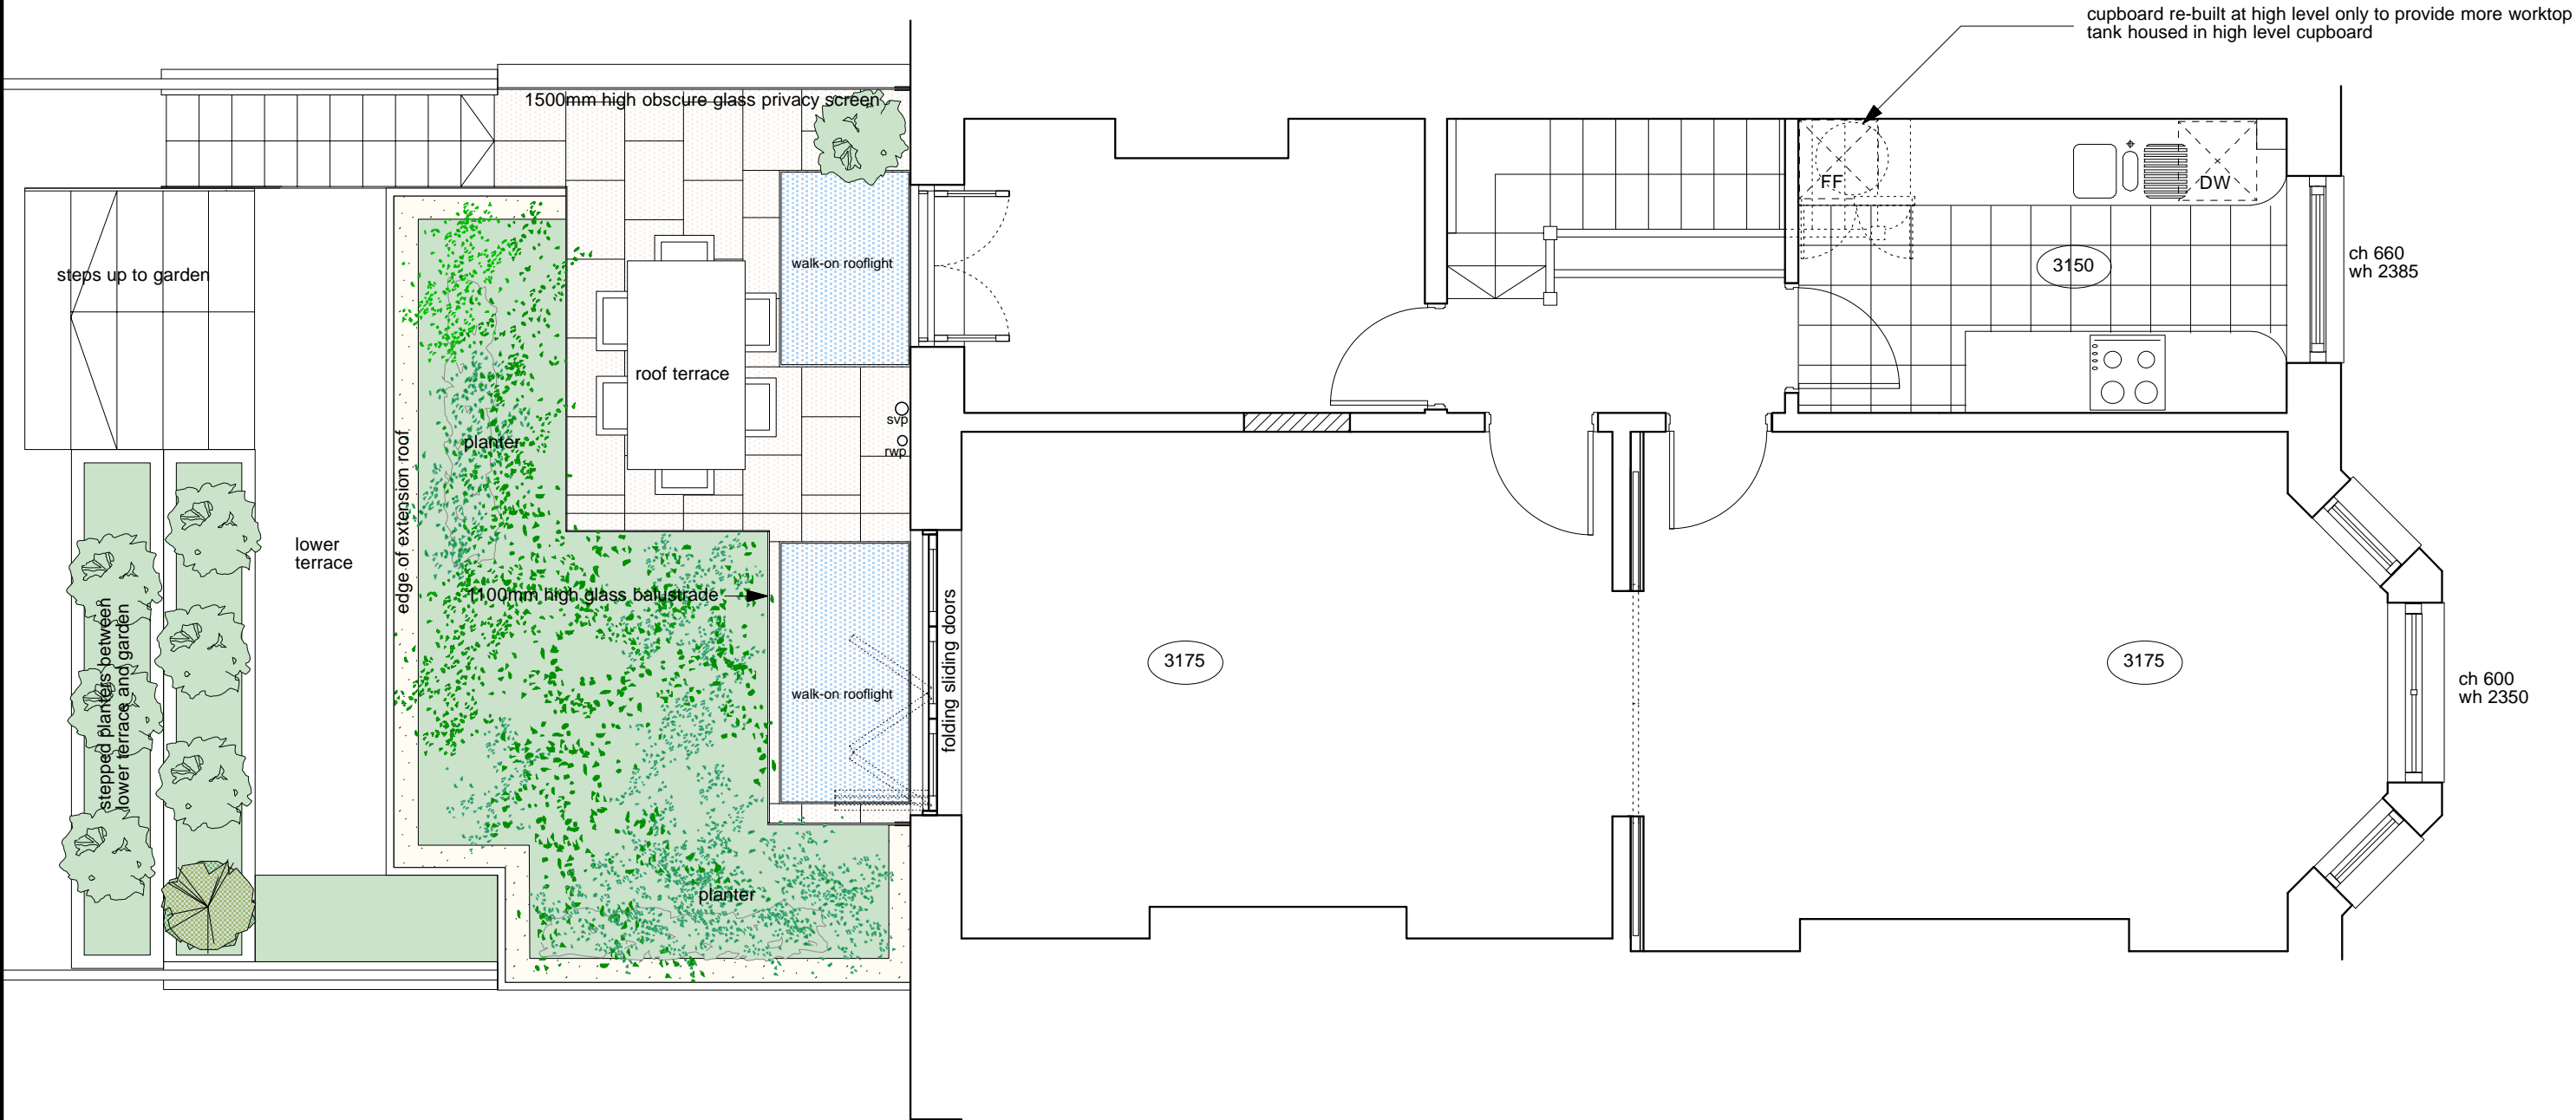 cupboard re-built at high level only to provide more worktop
tank housed in high level cupboard
1500mm high obscure glass privacy screen
FF
DW
steps up to garden
walk-on rooflight
3150
ch 660
wh 2385
roof terrace
svp
rwp
planter
edge of extension roof
lower
terrace
1100mm high glass balustrade
folding sliding doors
stepped planters between
lower terrace and garden
walk-on rooflight
3175
3175
ch 600
wh 2350
planter